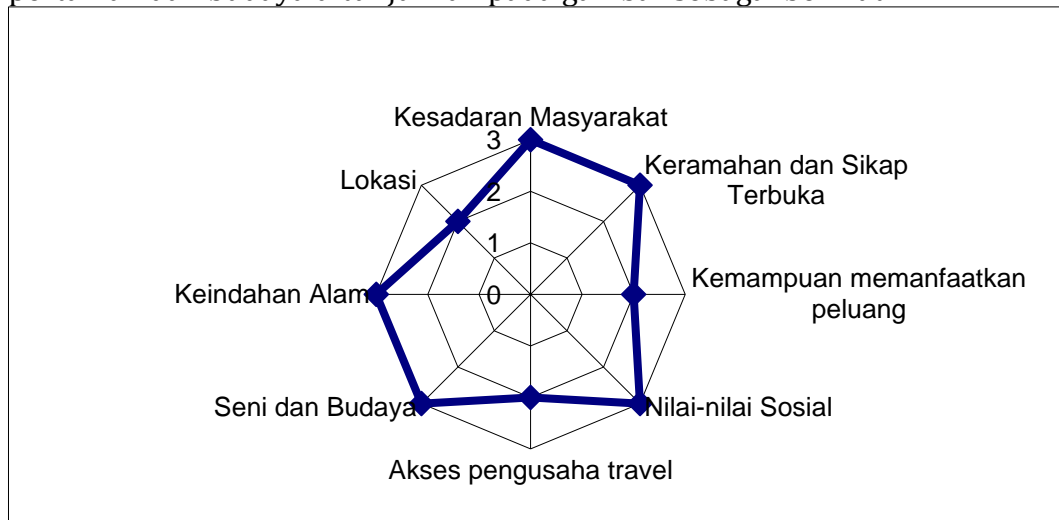 Kesadaran Masyarakat
3
Keramahan dan Sikap
Terbuka
Lokasi
2
1
Kemampuan memanfaatkan
peluang
Keindahan Alam
0
Seni dan Budaya
Nilai-nilai Sosial
Akses pengusaha travel